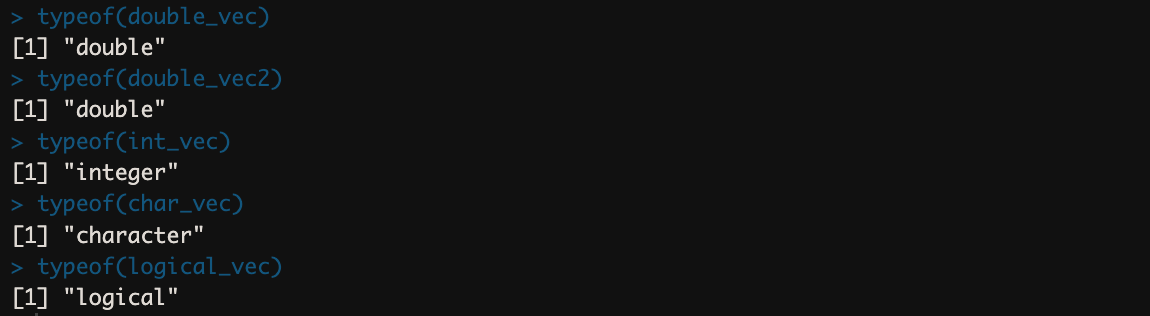 > typeof(double_vec)
[1] "double"
> typeof(double_vec2)
[1] "double"
> typeof(int_vec)
[1] "integer"
> typeof(char_vec)
[1] "character"
> typeof(logical_vec)
[1] "logical"